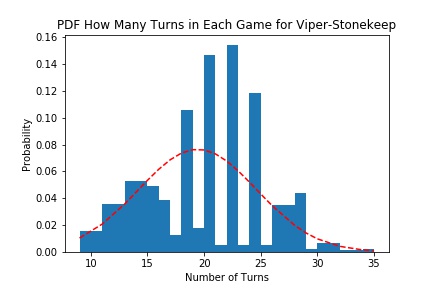 PDF How Many Turns in Each Game for Viper-Stonekeep
0.16
0.14
0.12
0.10
0.08
0.06
0.04
0.02
0.00
Probability
10 15 20 25 30 35
Number of Turns